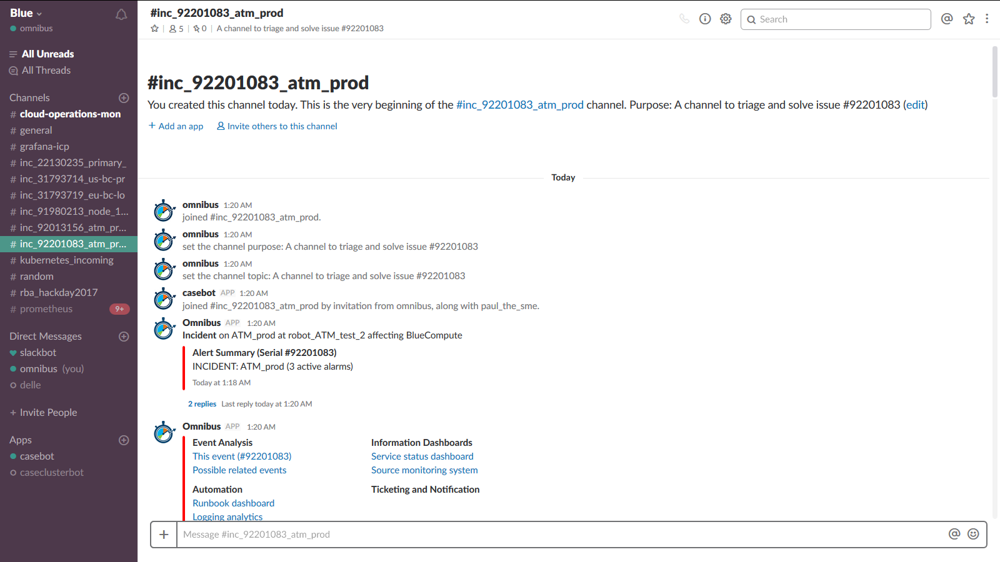 Blue
omnibus
All Unreads
All Threads
Channels
# cloud-operations-mon
# general
# grafana-icp
# inc_22130235_primary_
# inc_31793714_us-bc-pr
# inc_31793719_eu-bc-lo
# inc_91980213_node_1...
# inc_92013156_atm_pr...
# inc_92201083_atm_pr...
# kubernetes_incoming
# random
# rba_hackday2017
# prometheus 9+
Direct Messages
slackbot
omnibus (you)
delle
+ Invite People
Apps
casebot
caseclusterbot
#inc_92201083_atm_prod
5 | 0 | A channel to triage and solve issue #92201083
Search
#inc_92201083_atm_prod
You created this channel today. This is the very beginning of the #inc_92201083_atm_prod channel. Purpose: A channel to triage and solve issue #92201083 (edit)
+ Add an app Invite others to this channel
Today
omnibus 1:20 AM
joined #inc_92201083_atm_prod.
omnibus 1:20 AM
set the channel purpose: A channel to triage and solve issue #92201083
omnibus 1:20 AM
set the channel topic: A channel to triage and solve issue #92201083
casebot APP 1:20 AM
joined #inc_92201083_atm_prod by invitation from omnibus, along with paul_the_sme.
Omnibus APP 1:20 AM
Incident on ATM_prod at robot_ATM_test_2 affecting BlueCompute
Alert Summary (Serial #92201083)
INCIDENT: ATM_prod (3 active alarms)
Today at 1:18 AM
2 replies Last reply today at 1:20 AM
Omnibus APP 1:20 AM
Event Analysis
This event (#92201083)
Possible related events
Information Dashboards
Service status dashboard
Source monitoring system
Automation
Runbook dashboard
Logging analytics
Ticketing and Notification
Message #inc_92201083_atm_prod